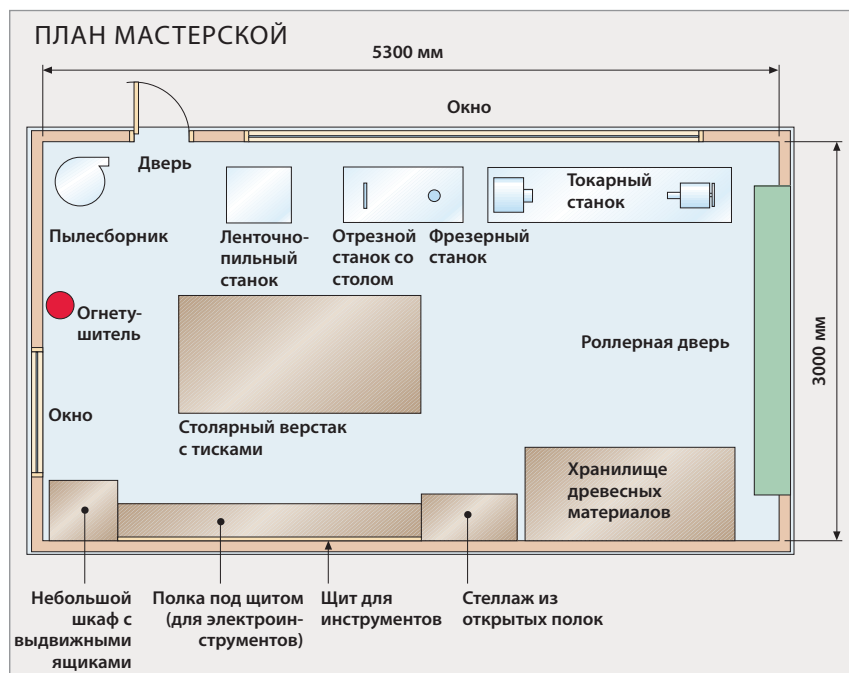 ПЛАН МАСТЕРСКОЙ
5300 мм
Окно
Дверь
Пылесборник
Ленточно-
пильный
станок
Отрезной
станок со
столом
Фрезерный
станок
Токарный
станок
Огнету-
шитель
Роллерная дверь
3000 мм
Окно
Столярный верстак
с тисками
Хранилище
древесных
материалов
Небольшой
шкаф с
выдвижными
ящиками
Полка под щитом
(для электроин-
струментов)
Щит для
инструментов
Стеллаж из
открытых полок